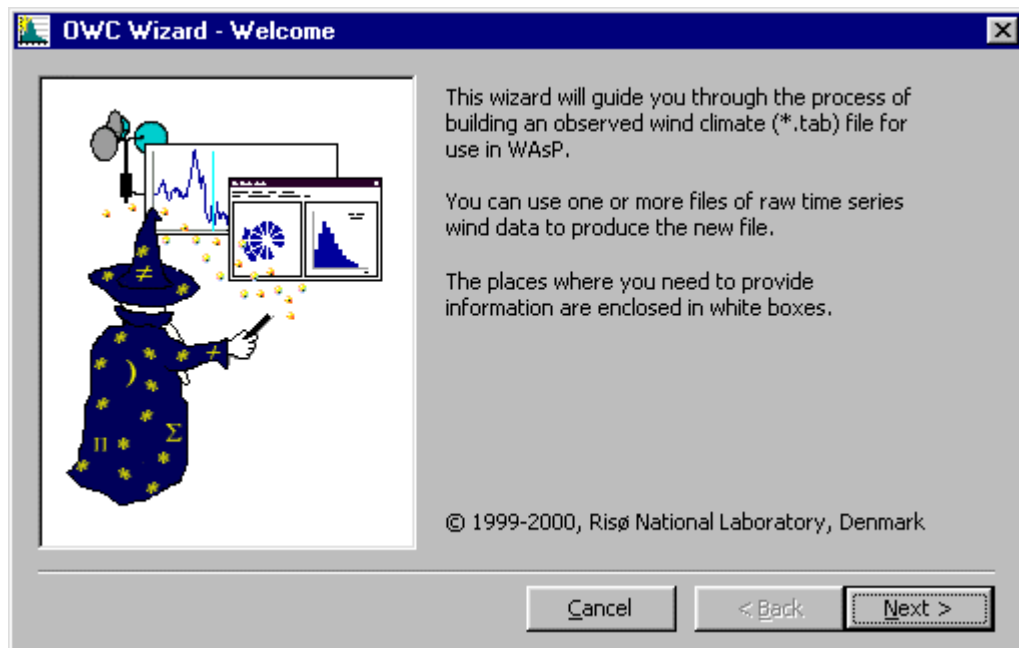 OWC Wizard - Welcome
This wizard will guide you through the process of
building an observed wind climate (*.tab) file for
use in WAsP.
You can use one or more files of raw time series
wind data to produce the new file.
The places where you need to provide
information are enclosed in white boxes.
≠
≠
Π
Σ
© 1999-2000, Risø National Laboratory, Denmark
Cancel
< Back
Next >